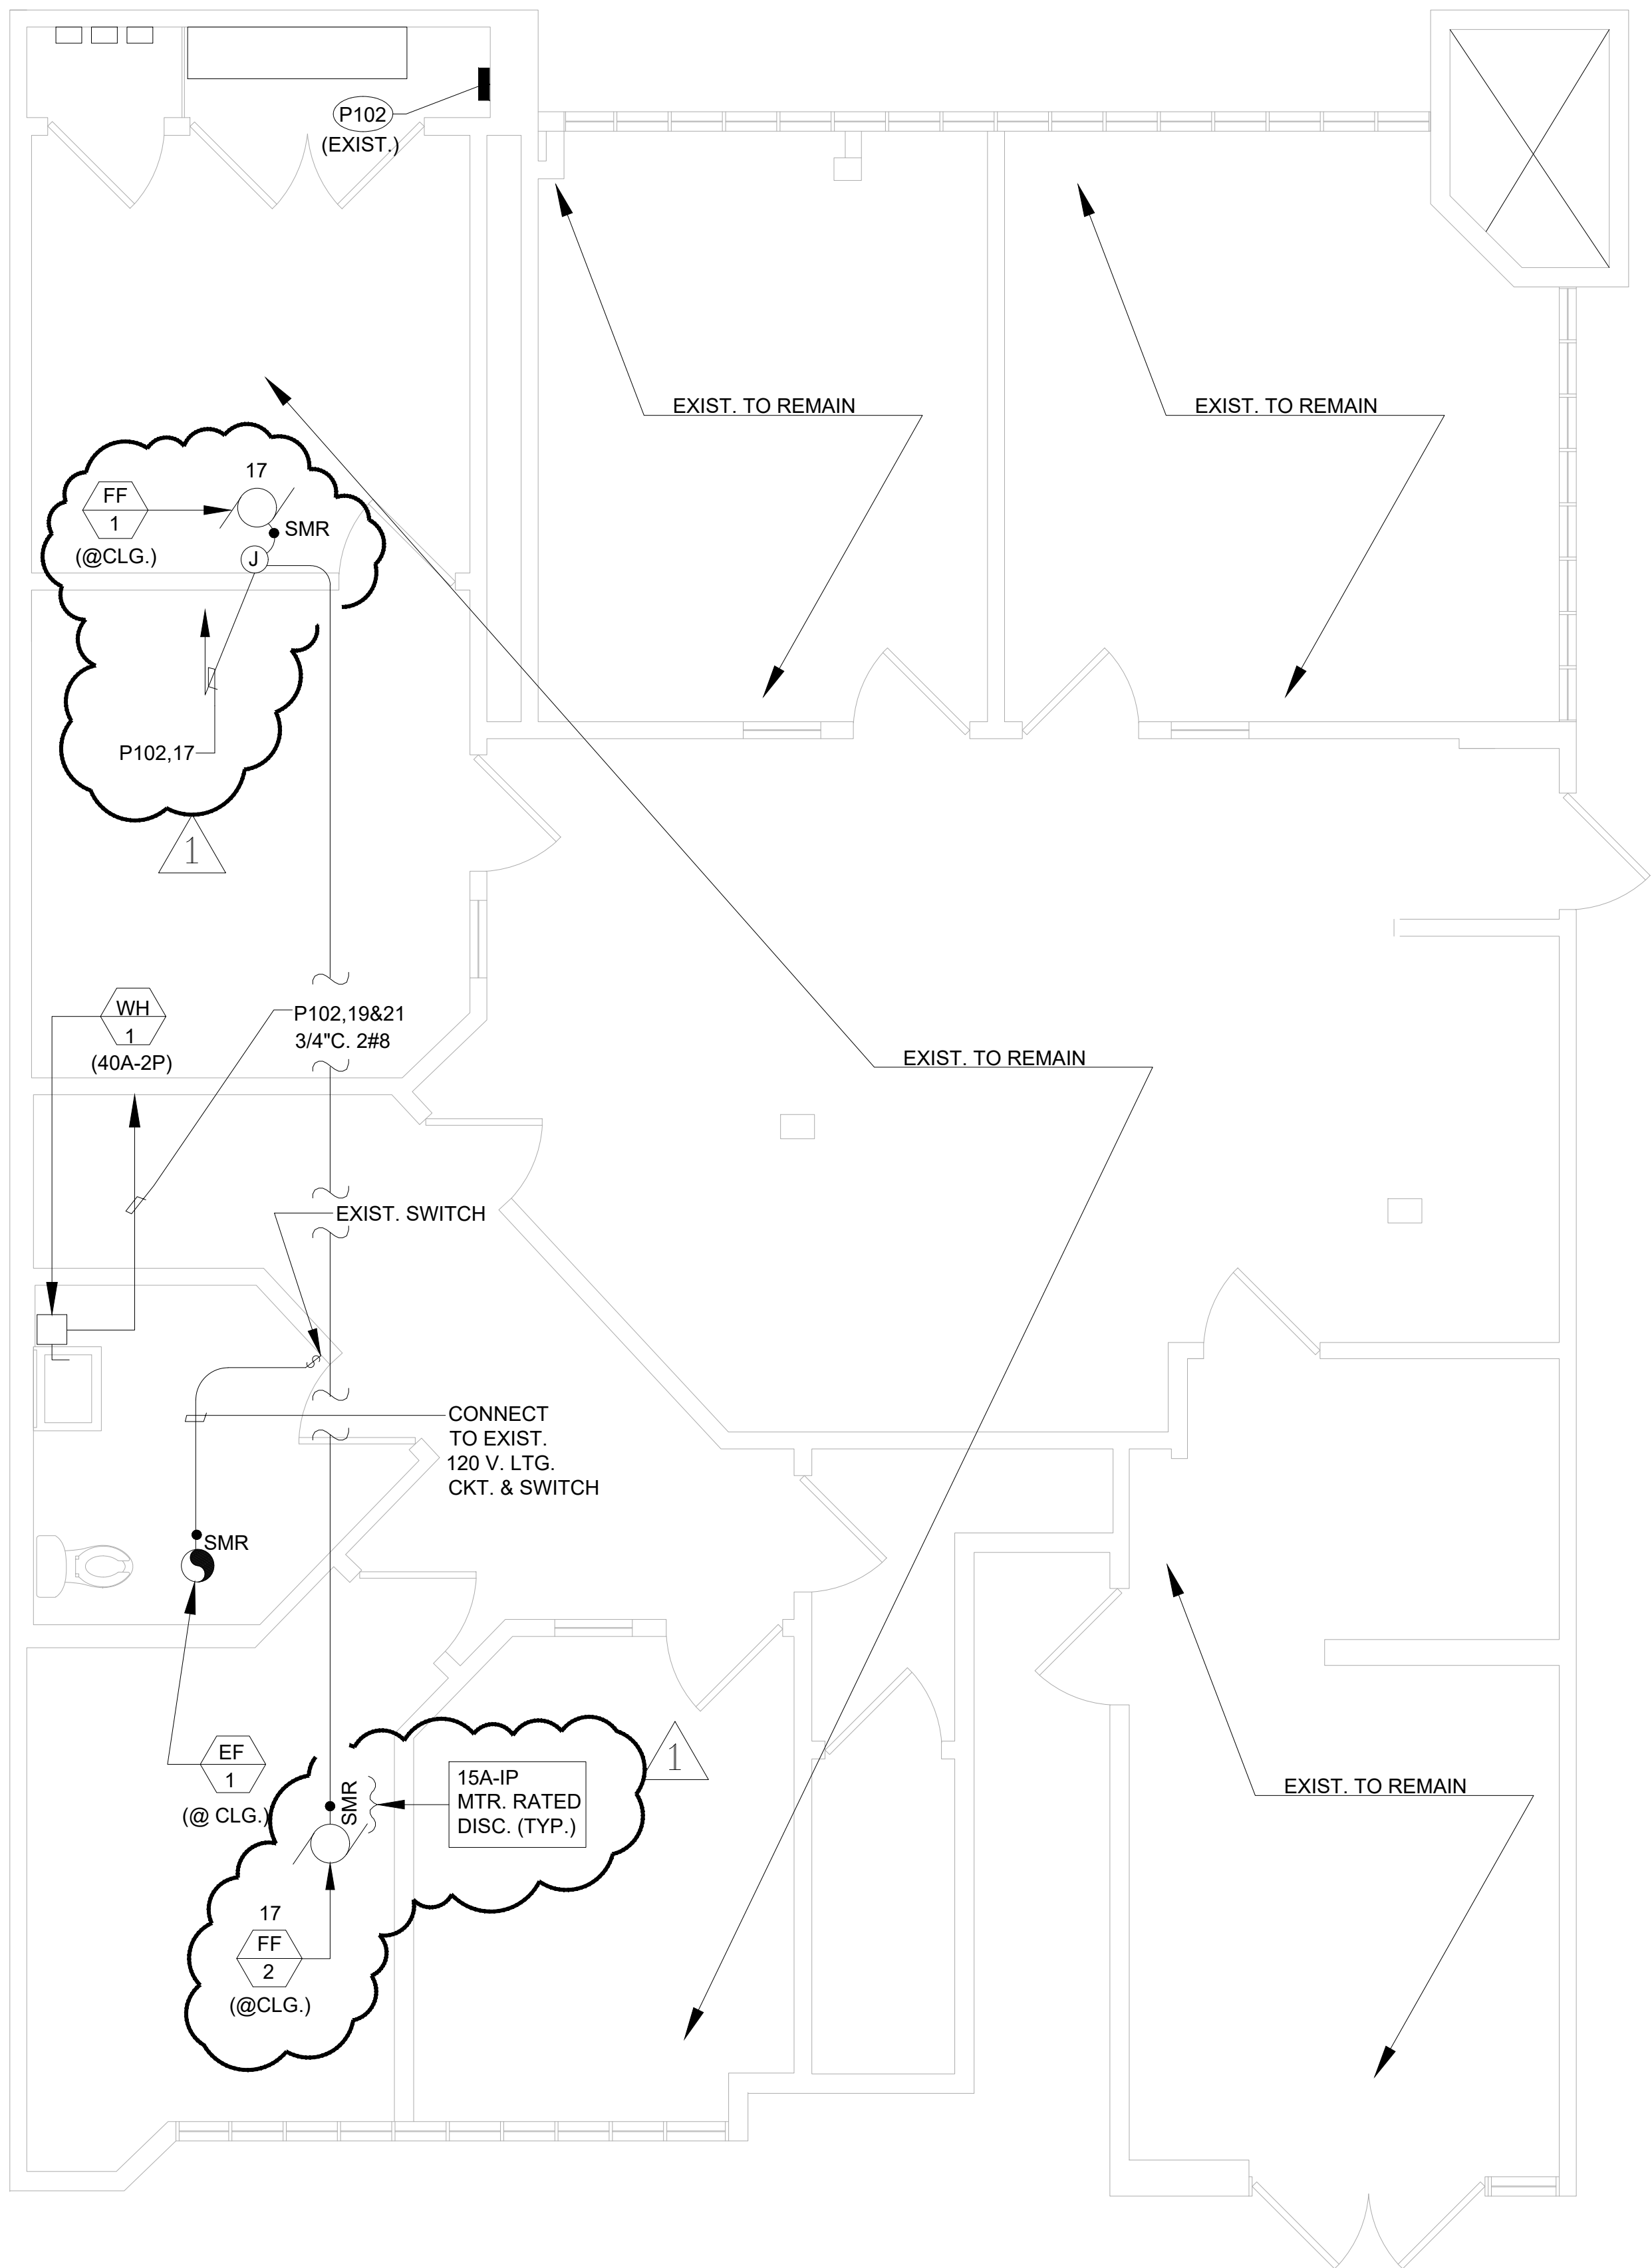 P102
(EXIST.)
EXIST. TO REMAIN
EXIST. TO REMAIN
17
FF
1
(@CLG.)
SMR
J
P102,17
1
WH
1
(40A-2P)
P102,19&21
3/4"C. 2#8
EXIST. TO REMAIN
EXIST. SWITCH
S
CONNECT
TO EXIST.
120 V. LTG.
CKT. & SWITCH
SMR
EF
1
(@ CLG.)
SMR
15A-IP
MTR. RATED
DISC. (TYP.)
1
EXIST. TO REMAIN
17
FF
2
(@CLG.)